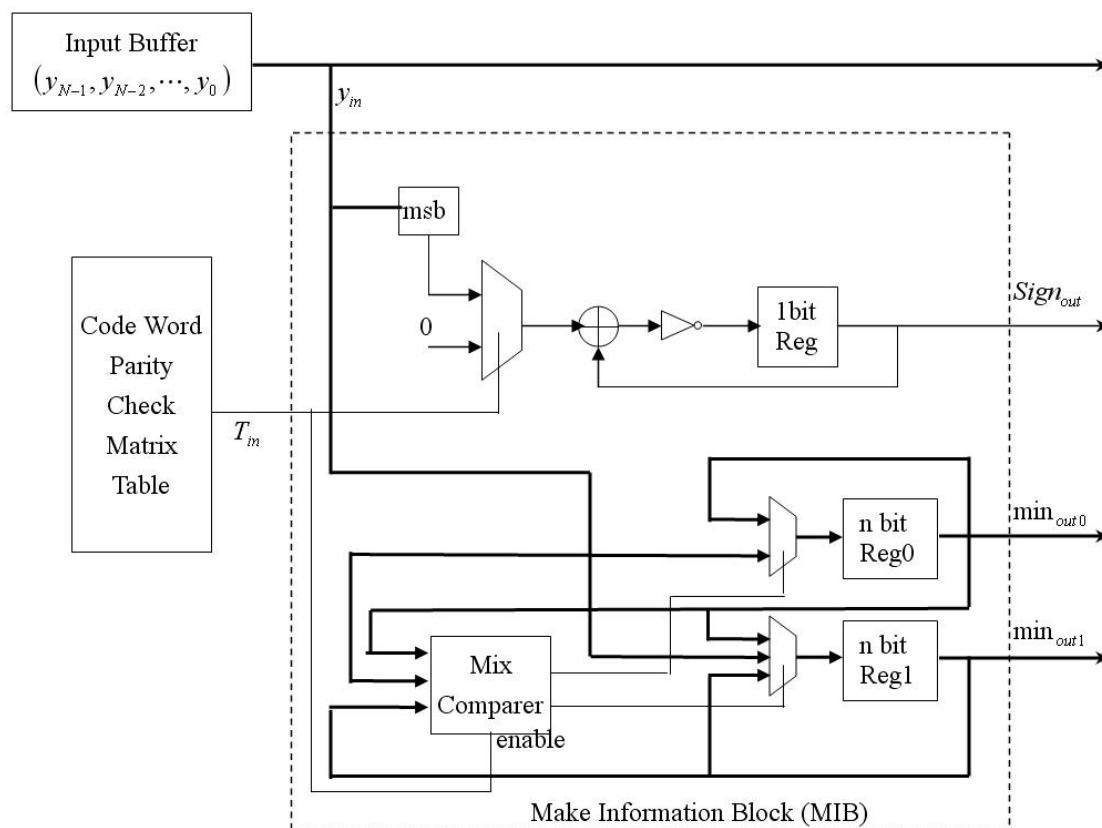 Input Buffer
(y_{N-1}, y_{N-2}, ⋯, y_0)
y_{in}
msb
0
1bit
Reg
Sign_{out}
Code Word
Parity
Check
Matrix
Table
T_{in}
n bit
Reg0
min_{out0}
Mix
Comparer
enable
n bit
Reg1
min_{out1}
Make Information Block (MIB)